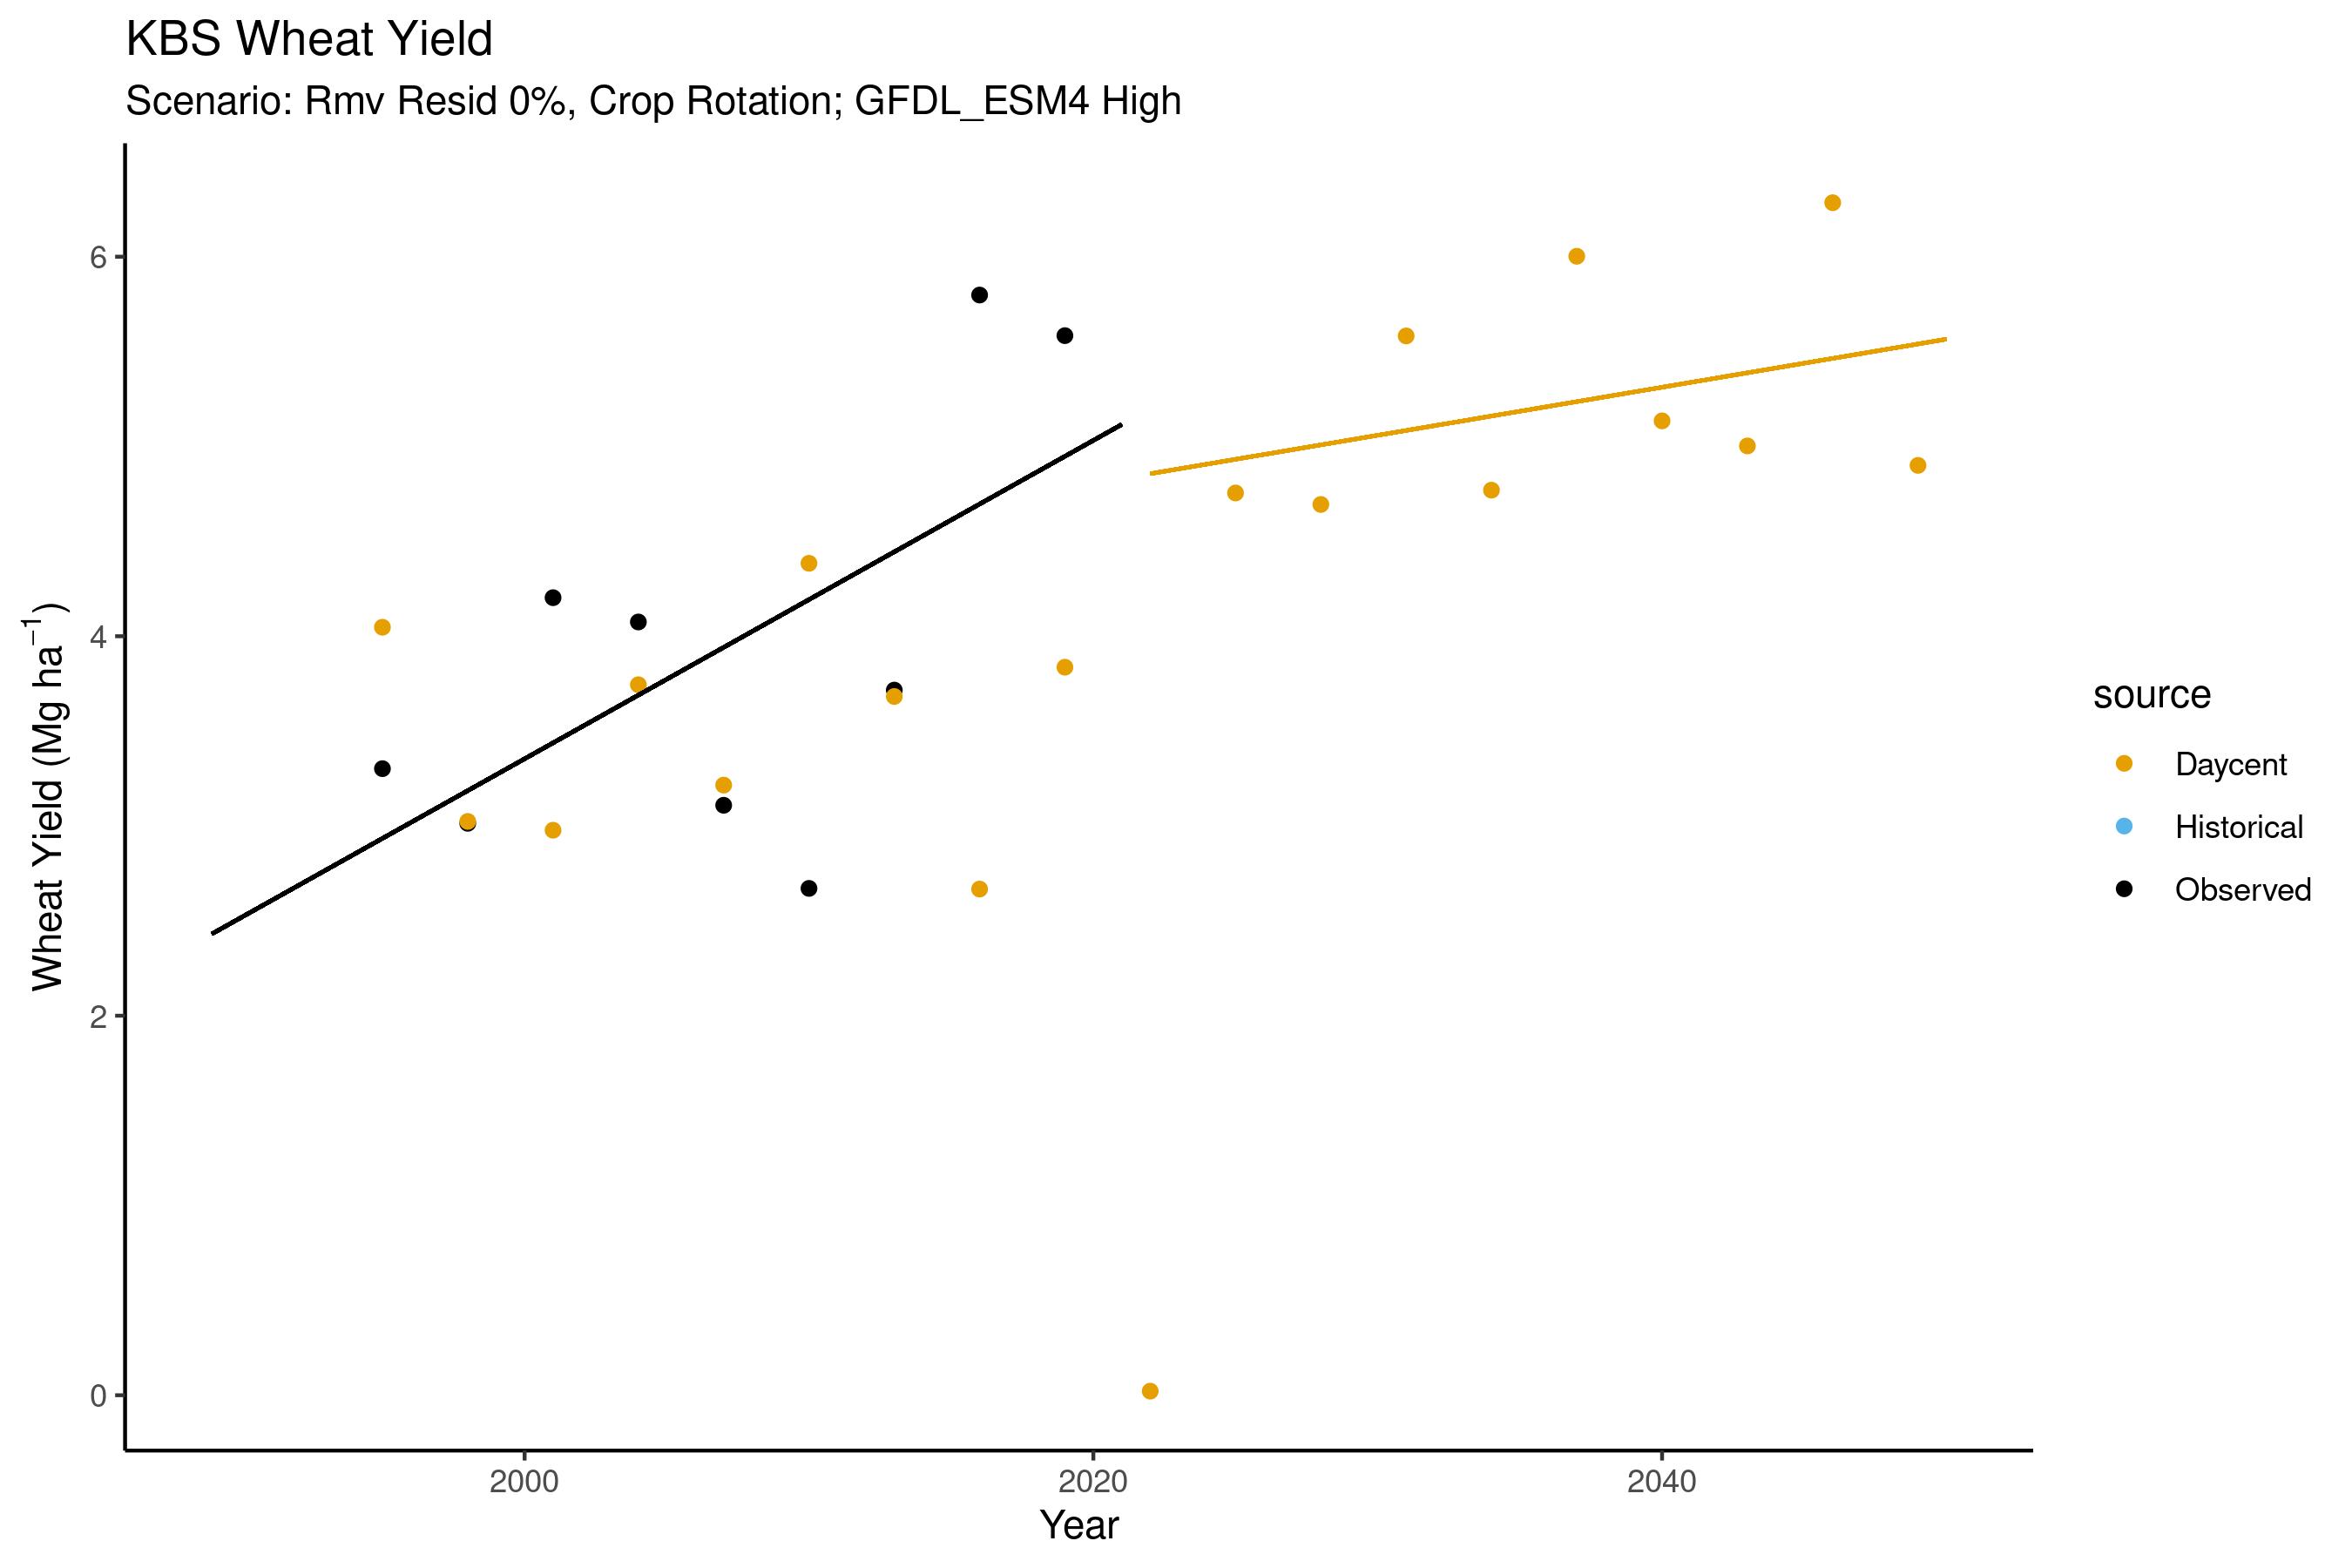 KBS Wheat Yield
Scenario: Rmv Resid 0%, Crop Rotation; GFDL_ESM4 High
Wheat Yield (Mg ha⁻¹)
6
4
2
0
2000 2020 2040
Year
source
Daycent
Historical
Observed